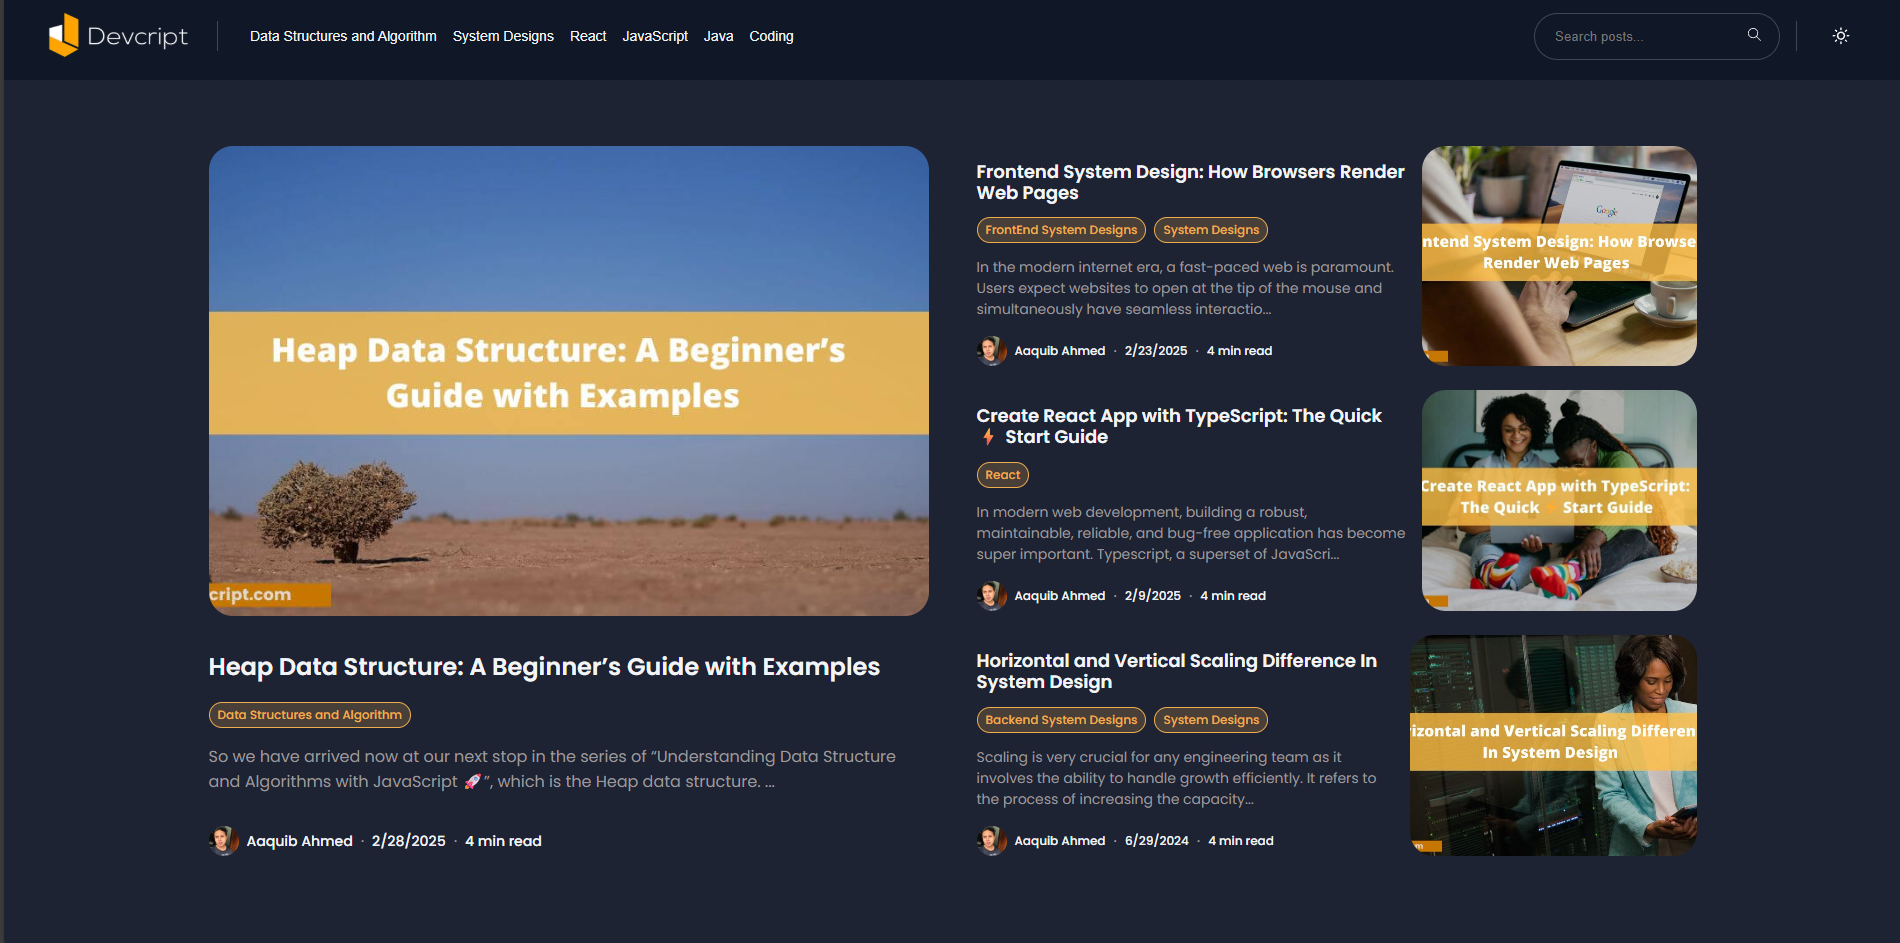 Devcript
Data Structures and Algorithm System Designs React JavaScript Java Coding
Search posts...
Heap Data Structure: A Beginner’s
Guide with Examples
cript.com
Heap Data Structure: A Beginner’s Guide with Examples
Data Structures and Algorithm
So we have arrived now at our next stop in the series of “Understanding Data Structure
and Algorithms with JavaScript 🚀”, which is the Heap data structure. ...
Aaquib Ahmed · 2/28/2025 · 4 min read
Frontend System Design: How Browsers Render
Web Pages
FrontEnd System Designs System Designs
In the modern internet era, a fast-paced web is paramount.
Users expect websites to open at the tip of the mouse and
simultaneously have seamless interactio...
Aaquib Ahmed · 2/23/2025 · 4 min read
Google
ntend System Design: How Browse
Render Web Pages
Create React App with TypeScript: The Quick
⚡ Start Guide
React
In modern web development, building a robust,
maintainable, reliable, and bug-free application has become
super important. Typescript, a superset of JavaScri...
Aaquib Ahmed · 2/9/2025 · 4 min read
Create React App with TypeScript:
The Quick Start Guide
Horizontal and Vertical Scaling Difference In
System Design
Backend System Designs System Designs
Scaling is very crucial for any engineering team as it
involves the ability to handle growth efficiently. It refers to
the process of increasing the capacity...
Aaquib Ahmed · 6/29/2024 · 4 min read
izontal and Vertical Scaling Differen
In System Design
m